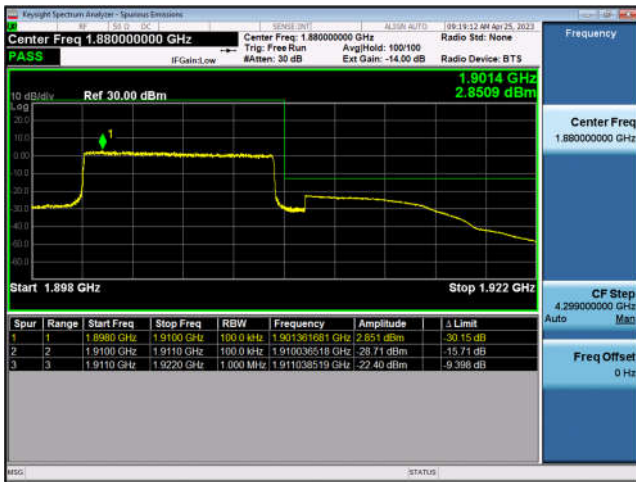 Keysight Spectrum Analyzer - Spurious Emissions
RF 50 Ω DC SENSE:INT ALIGN AUTO 09:19:12 AM Apr 25, 2023
Center Freq 1.880000000 GHz
Center Freq: 1.880000000 GHz Radio Std: None
Trig: Free Run Avg|Hold: 100/100
PASS IFGain:Low #Atten: 30 dB Ext Gain: -14.00 dB Radio Device: BTS
1.9014 GHz
2.8509 dBm
10 dB/div Ref 30.00 dBm
Log
20.0
10.0
0.00
-10.0
-20.0
-30.0
-40.0
-50.0
-60.0
1
Start 1.898 GHz Stop 1.922 GHz
Spur Range Start Freq Stop Freq RBW Frequency Amplitude Δ Limit
1 1 1.8980 GHz 1.9100 GHz 100.0 kHz 1.901361681 GHz 2.851 dBm -30.15 dB
2 2 1.9100 GHz 1.9110 GHz 100.0 kHz 1.910036518 GHz -28.71 dBm -15.71 dB
3 3 1.9110 GHz 1.9220 GHz 1.000 MHz 1.911038519 GHz -22.40 dBm -9.398 dB
MSG STATUS
Frequency
Center Freq
1.880000000 GHz
CF Step
4.299000000 GHz
Auto Man
Freq Offset
0 Hz